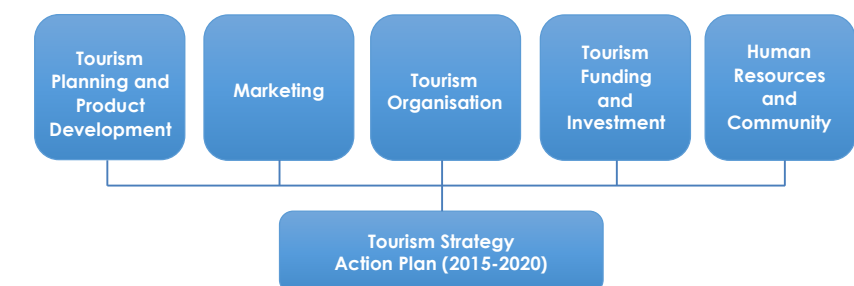 Tourism
Planning and
Product
Development
Marketing
Tourism
Organisation
Tourism
Funding
and
Investment
Human
Resources
and
Community
Tourism Strategy
Action Plan (2015-2020)